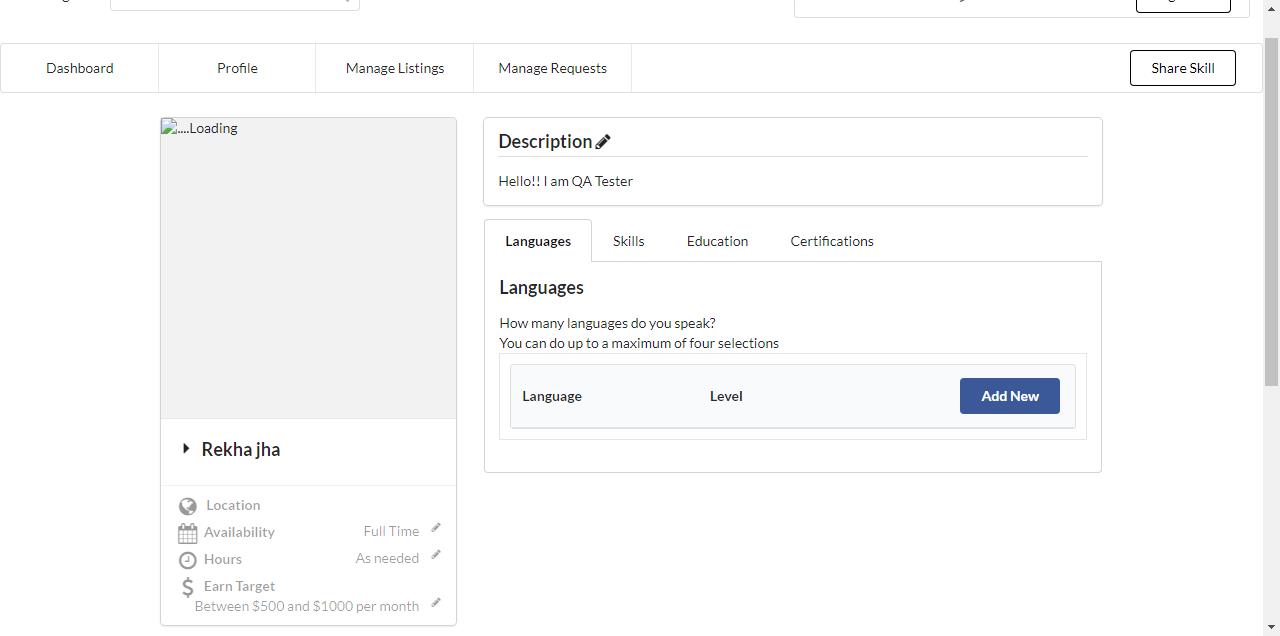 Dashboard
Profile
Manage Listings
Manage Requests
Share Skill
....Loading
Rekha jha
Location
Availability
Full Time
Hours
As needed
Earn Target
Between $500 and $1000 per month
Description
Hello!! I am QA Tester
Languages
Skills
Education
Certifications
Languages
How many languages do you speak?
You can do up to a maximum of four selections
Language
Level
Add New